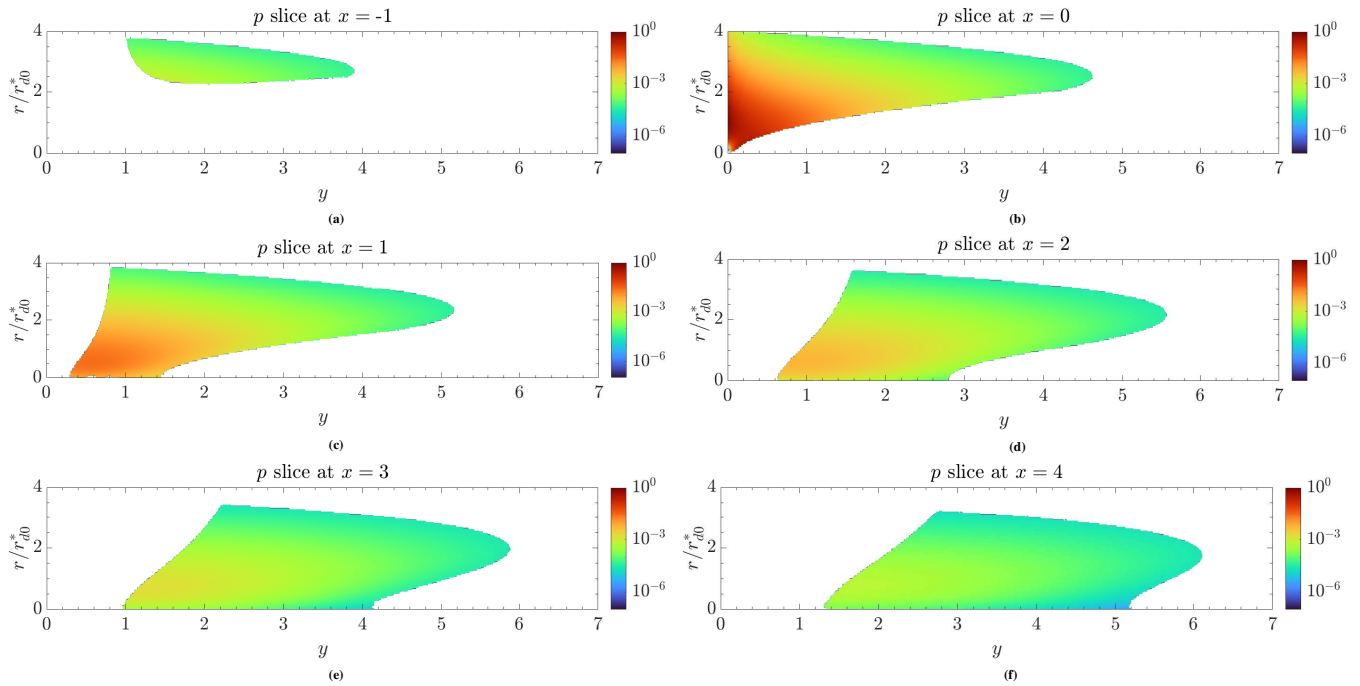 p slice at x = -1
r/r*d0
4
2
0
0 1 2 3 4 5 6 7
y
10^0
10^-3
10^-6
(a)
p slice at x = 0
r/r*d0
4
2
0
0 1 2 3 4 5 6 7
y
10^0
10^-3
10^-6
(b)
p slice at x = 1
r/r*d0
4
2
0
0 1 2 3 4 5 6 7
y
10^0
10^-3
10^-6
(c)
p slice at x = 2
r/r*d0
4
2
0
0 1 2 3 4 5 6 7
y
10^0
10^-3
10^-6
(d)
p slice at x = 3
r/r*d0
4
2
0
0 1 2 3 4 5 6 7
y
10^0
10^-3
10^-6
(e)
p slice at x = 4
r/r*d0
4
2
0
0 1 2 3 4 5 6 7
y
10^0
10^-3
10^-6
(f)